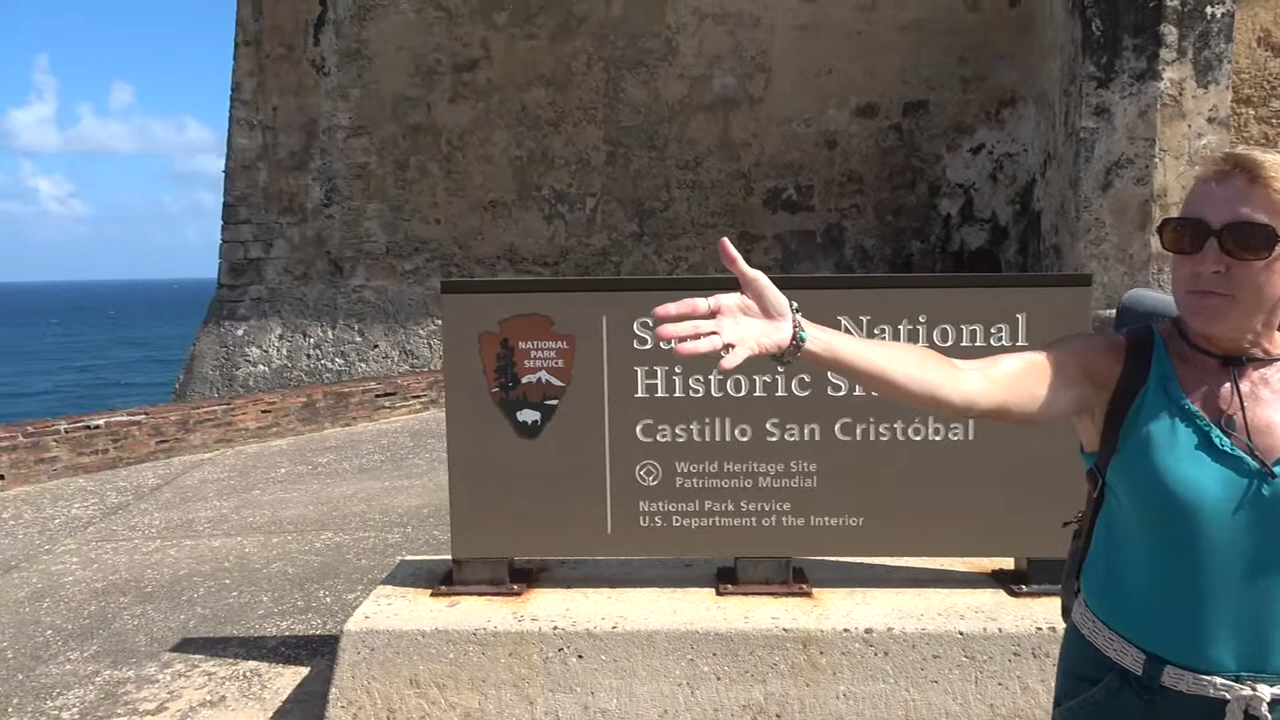 NATIONAL
PARK
SERVICE
National
Historic
Castillo San Cristóbal
World Heritage Site
Patrimonio Mundial
National Park Service
U.S. Department of the Interior